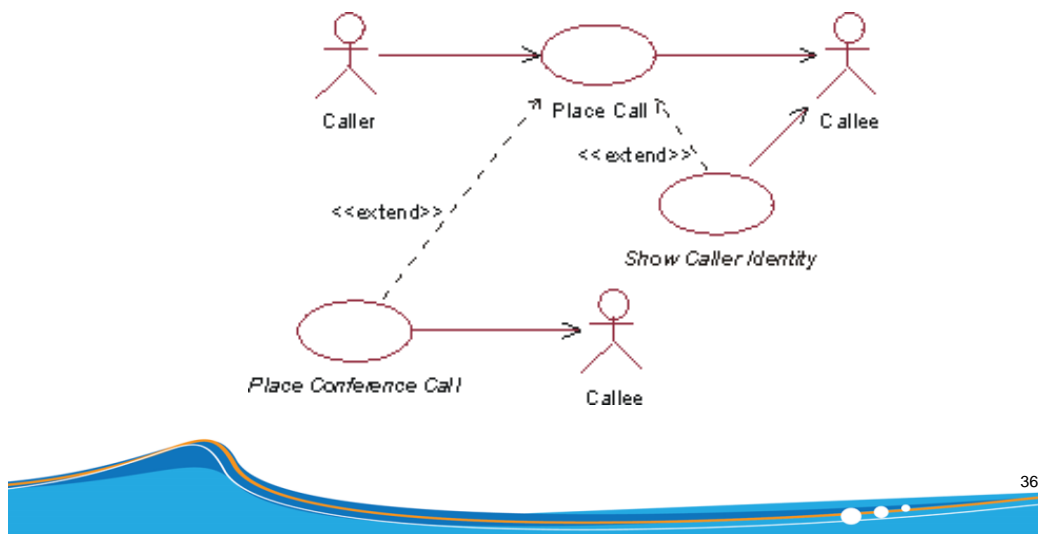 Caller
Place Call
Callee
<<extend>>
<<extend>>
Show Caller Identity
Place Conference Call
Callee
36